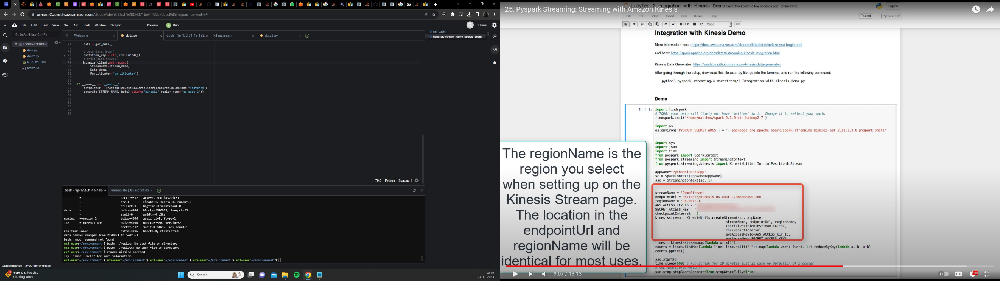 us-east-2.console.aws.amazon.com/cloud9/ide/9012cd7e2f834071be9142cb76bbd9d5?region=us-east-2#
File Edit Find View Go Run Tools Window Support Preview Run
R Share
Go to Anything (Ctrl-P)
Cloud9-Stream-E
data.py
data2.py
README.md
resize.sh
aws
Welcome
data.py
bash - "ip-172-31-45-183.
resize.sh
data2.py
get_data()
generate(stream_name, kinesis_client)
74 data = get_data()
75
76 # data=data.json()
77 partition_key = str(uuid.uuid4())
78 # print(data.show())
79 kinesis_client.put_record(
80 StreamName=stream_name,
81 Data=data,
82 PartitionKey='partitionkey')
83
84
85 if __name__ == '__main__':
86 serializer = ProtobufRequestRowSerializer(featuresColumnName="features")
87 generate(STREAM_NAME, boto3.client('kinesis',region_name='us-east-2'))
88
89
90
91
92
93
79:5 Python Spaces: 4
bash - "ip-172-31-45-183.
Immediate (Javascript (br
= sectsz=512 attr=2, projid32bit=1
= crc=1 finobt=1, sparse=0, rmapbt=0
= reflink=0 bigtime=0 inobtcount=0
data = bsize=4096 blocks=2620923, imaxpct=25
= sunit=0 swidth=0 blks
naming =version 2 bsize=4096 ascii-ci=0, ftype=1
log =internal log bsize=4096 blocks=2560, version=2
= sectsz=512 sunit=0 blks, lazy-count=1
realtime =none extsz=4096 blocks=0, rtextents=0
data blocks changed from 2620923 to 5242363
bash: hmod: command not found
ec2-user:~/environment $ bash: ./resize: No such file or directory
ec2-user:~/environment $ bash: ./resizec: No such file or directory
ec2-user:~/environment $ chmod: missing operand
Try 'chmod --help' for more information.
ec2-user:~/environment $ ec2-user:~/environment $ ec2-user:~/environment $ ec2-user:~/environment $ ec2-user:~/environment $
CodeWhisperer AWS: profile:default
from N Milwauk...
Clearing soon
Search
00:49
27-11-2023
25. Pyspark Streaming: Streaming with Amazon Kinesis
jupyter 2_Integration_with_Kinesis_Demo Last Checkpoint: a few seconds ago (autosaved)
Logout
File Edit View Insert Cell Kernel Help
Trusted Python 3
Run Code
Integration with Kinesis Demo
More information here: https://docs.aws.amazon.com/streams/latest/dev/before-you-begin.html
and here: https://spark.apache.org/docs/latest/streaming-kinesis-integration.html
Kinesis Data Generator: https://awslabs.github.io/amazon-kinesis-data-generator/
After going through the setup, download this file as a .py file, go into the terminal, and run the following command:
python3 pyspark-streaming/4_morestream/2_Integration_with_Kinesis_Demo.py
Demo
In [ ]: import findspark
# TODO: your path will likely not have 'matthew' in it. Change it to reflect your path.
findspark.init('/home/matthew/spark-2.3.0-bin-hadoop2.7')
import os
os.environ['PYSPARK_SUBMIT_ARGS'] = '--packages org.apache.spark:spark-streaming-kinesis-asl_2.11:2.3.0 pyspark-shell'
import sys
import json
import time
from pyspark import SparkContext
from pyspark.streaming import StreamingContext
from pyspark.streaming.kinesis import KinesisUtils, InitialPositionInStream
appName="PythonKinesisApp"
sc = SparkContext(appName=appName)
ssc = StreamingContext(sc, 1)
streamName = 'DemoStream'
endpointUrl = 'https://kinesis.us-east-1.amazonaws.com'
regionName = 'us-east-1'
AWS_ACCESS_KEY_ID = '
SECRET_ACCESS_KEY = '
checkpointInterval = 5
kinesisstream = KinesisUtils.createStream(ssc, appName,
streamName, endpointUrl, regionName,
InitialPositionInStream.LATEST,
checkpointInterval,
awsAccessKeyId=AWS_ACCESS_KEY_ID,
awsSecretKey=SECRET_ACCESS_KEY)
lines = kinesisstream.map(lambda x: x[1])
counts = lines.flatMap(lambda line: line.split(" ")).map(lambda word: (word, 1)).reduceByKey(lambda a, b: a+b)
counts.pprint()
ssc.start()
time.sleep(600) # Run stream for 10 minutes just in case no detection of producer
# ssc.awaitTermination()
ssc.stop(stopSparkContext=True,stopGraceFully=True)
The regionName is the
region you select
when setting up on the
Kinesis Stream page.
The location in the
endpointUrl and
regionName will be
identical for most uses.
9:07 / 13:13
CC
HD